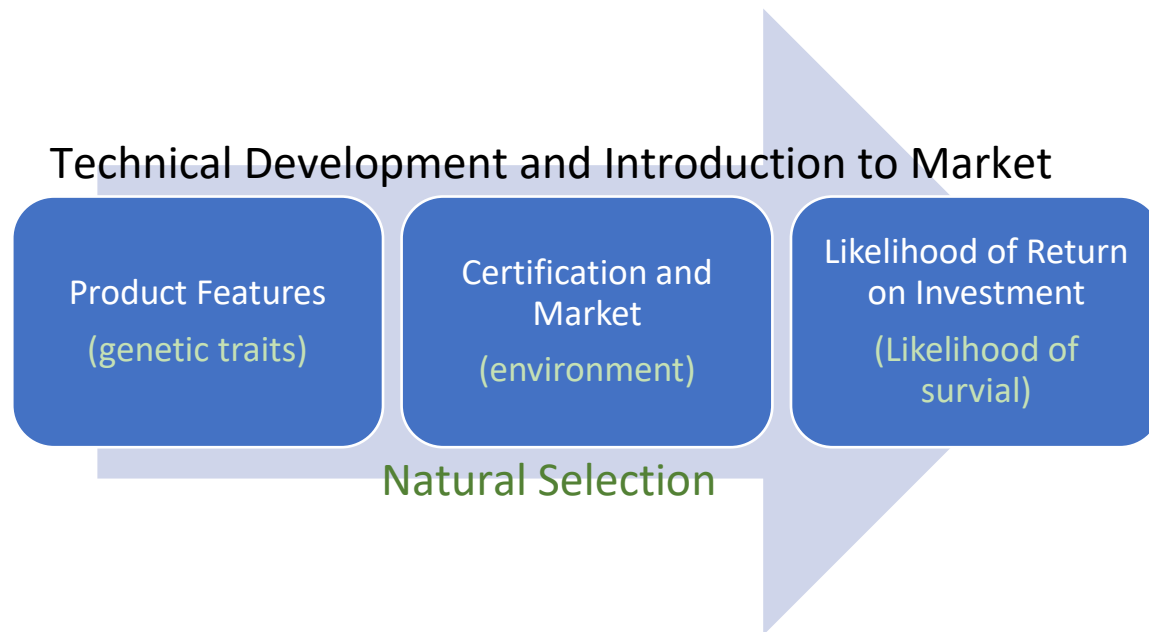 Technical Development and Introduction to Market
Product Features
(genetic traits)
Certification and
Market
(environment)
Likelihood of Return
on Investment
(Likelihood of
survial)
Natural Selection